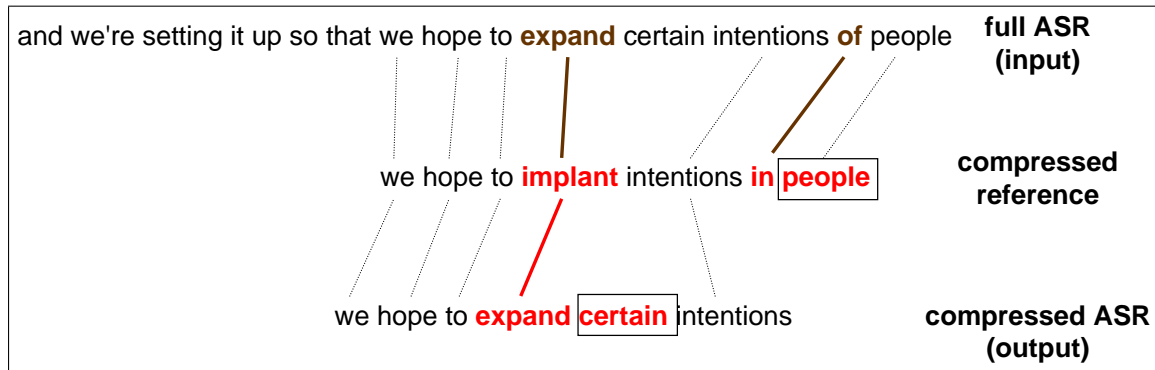 and we're setting it up so that we hope to expand certain intentions of people
full ASR
(input)
we hope to implant intentions in people
compressed
reference
we hope to expand certain intentions
compressed ASR
(output)